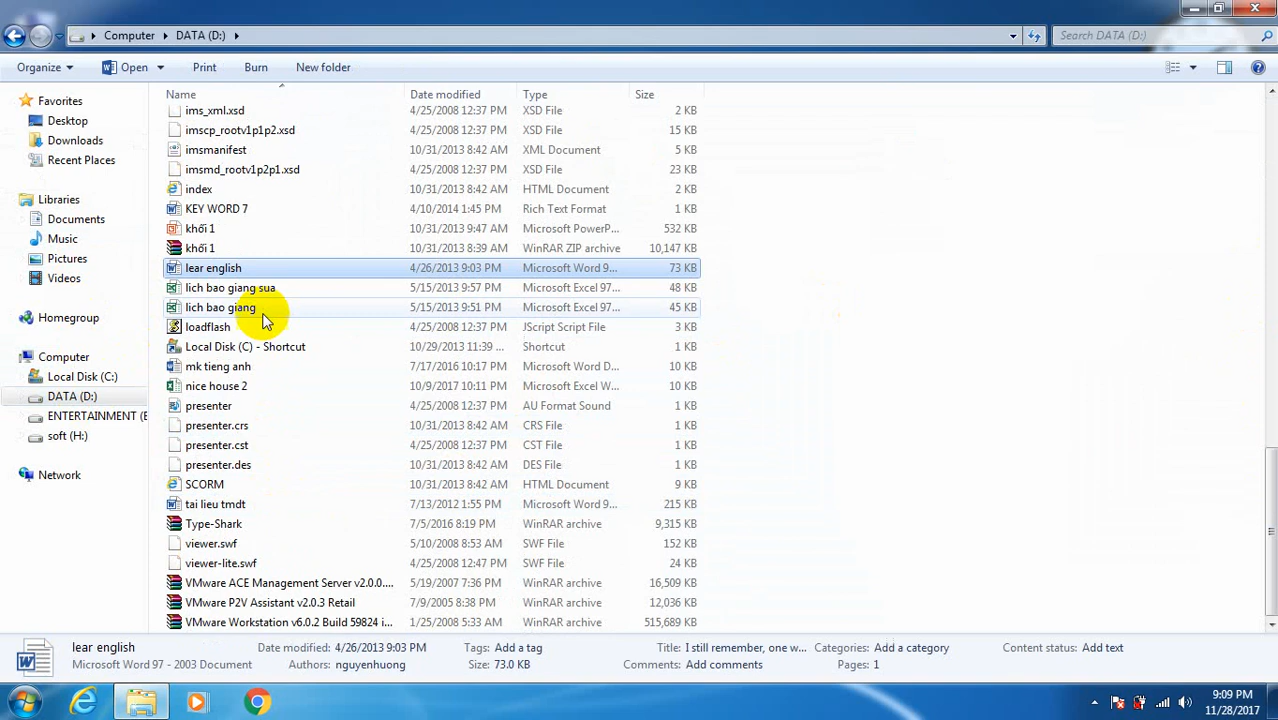 Computer DATA (D:) Search DATA (D:)
Organize Open Print Burn New folder
Name Date modified Type Size
Favorites
Desktop
Downloads
Recent Places
Libraries
Documents
Music
Pictures
Videos
Homegroup
Computer
Local Disk (C:)
DATA (D:)
ENTERTAINMENT (E
soft (H:)
Network
ims_xml.xsd 4/25/2008 12:37 PM XSD File 2 KB
imscp_rootv1p1p2.xsd 4/25/2008 12:37 PM XSD File 15 KB
imsmanifest 10/31/2013 8:42 AM XML Document 5 KB
imsmd_rootv1p2p1.xsd 4/25/2008 12:37 PM XSD File 23 KB
index 10/31/2013 8:42 AM HTML Document 2 KB
KEY WORD 7 4/10/2014 1:45 PM Rich Text Format 1 KB
khối 1 10/31/2013 9:47 AM Microsoft PowerP... 532 KB
khối 1 10/31/2013 8:39 AM WinRAR ZIP archive 10,147 KB
lear english 4/26/2013 9:03 PM Microsoft Word 9... 73 KB
lich bao giang sua 5/15/2013 9:57 PM Microsoft Excel 97... 48 KB
lich bao giang 5/15/2013 9:51 PM Microsoft Excel 97... 45 KB
loadflash 4/25/2008 12:37 PM JScript Script File 3 KB
Local Disk (C) - Shortcut 10/29/2013 11:39 ... Shortcut 1 KB
mk tieng anh 7/17/2016 10:17 PM Microsoft Word D... 10 KB
nice house 2 10/9/2017 10:11 PM Microsoft Excel W... 10 KB
presenter 4/25/2008 12:37 PM AU Format Sound 1 KB
presenter.crs 10/31/2013 8:42 AM CRS File 1 KB
presenter.cst 4/25/2008 12:37 PM CST File 1 KB
presenter.des 10/31/2013 8:42 AM DES File 1 KB
SCORM 10/31/2013 8:42 AM HTML Document 9 KB
tai lieu tmdt 7/13/2012 1:55 PM Microsoft Word 9... 215 KB
Type-Shark 7/5/2016 8:19 PM WinRAR archive 9,315 KB
viewer.swf 5/10/2008 8:53 AM SWF File 152 KB
viewer-lite.swf 4/25/2008 12:47 PM SWF File 24 KB
VMware ACE Management Server v2.0.0.... 5/19/2007 7:36 PM WinRAR archive 16,509 KB
VMware P2V Assistant v2.0.3 Retail 7/9/2005 8:38 PM WinRAR archive 12,036 KB
VMware Workstation v6.0.2 Build 59824 i... 1/25/2008 5:33 AM WinRAR archive 515,689 KB
lear english Date modified: 4/26/2013 9:03 PM Tags: Add a tag Title: I still remember, one w... Categories: Add a category Content status: Add text
Microsoft Word 97 - 2003 Document Authors: nguyenhuong Size: 73.0 KB Comments: Add comments Pages: 1
9:09 PM
11/28/2017